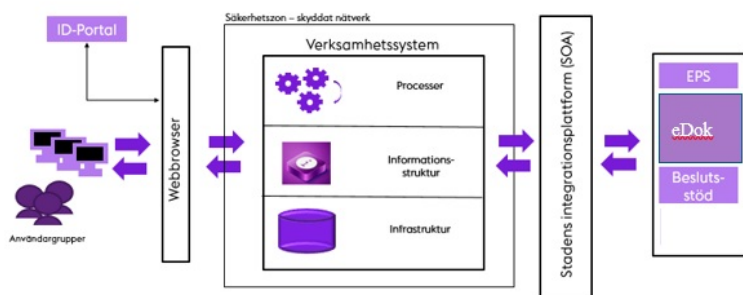 ID-Portal
Användargrupper
Webbrowser
Säkerhetszon – skyddat nätverk
Verksamhetssystem
Processer
Informations-
struktur
Infrastruktur
Stadens integrationsplattform (SOA)
EPS
eDok
Besluts-
stöd